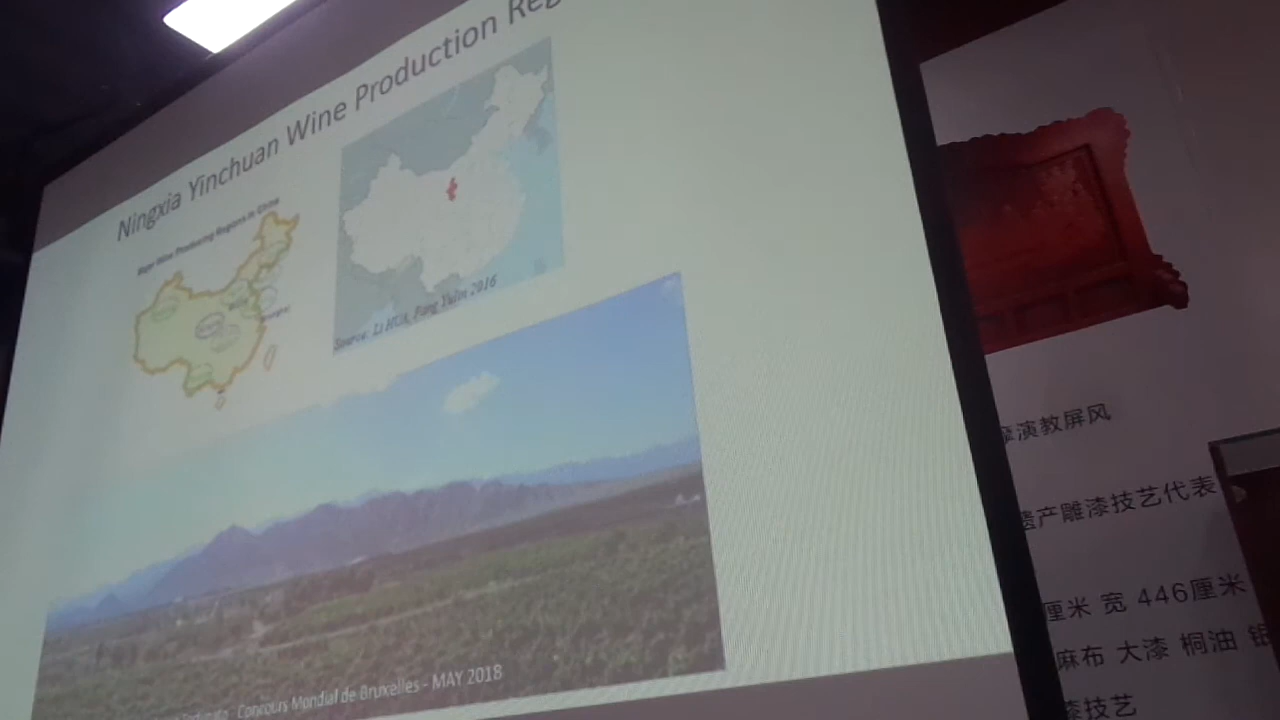 Ningxia Yinchuan Wine Production Reg
Major Wine Producing Regions in China
Source: Li HUA, Fang Yulin 2016
Concours Mondial de Bruxelles - MAY 2018
演教屏风
遗产雕漆技艺代表
厘米 宽 446厘米
麻布 大漆 桐油 银
漆技艺